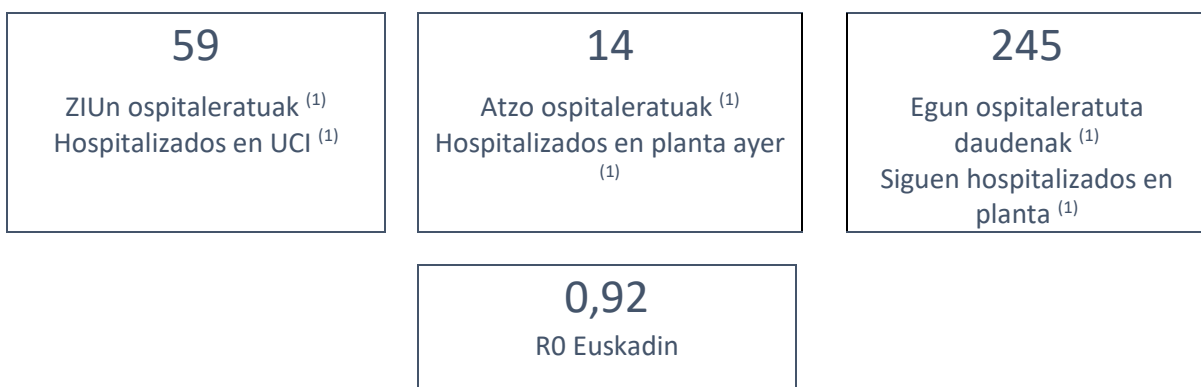 59
ZIUn ospitaleratuak (1)
Hospitalizados en UCI (1)
14
Atzo ospitaleratuak (1)
Hospitalizados en planta ayer
(1)
245
Egun ospitaleratuta
daudenak (1)
Siguen hospitalizados en
planta (1)
0,92
R0 Euskadin